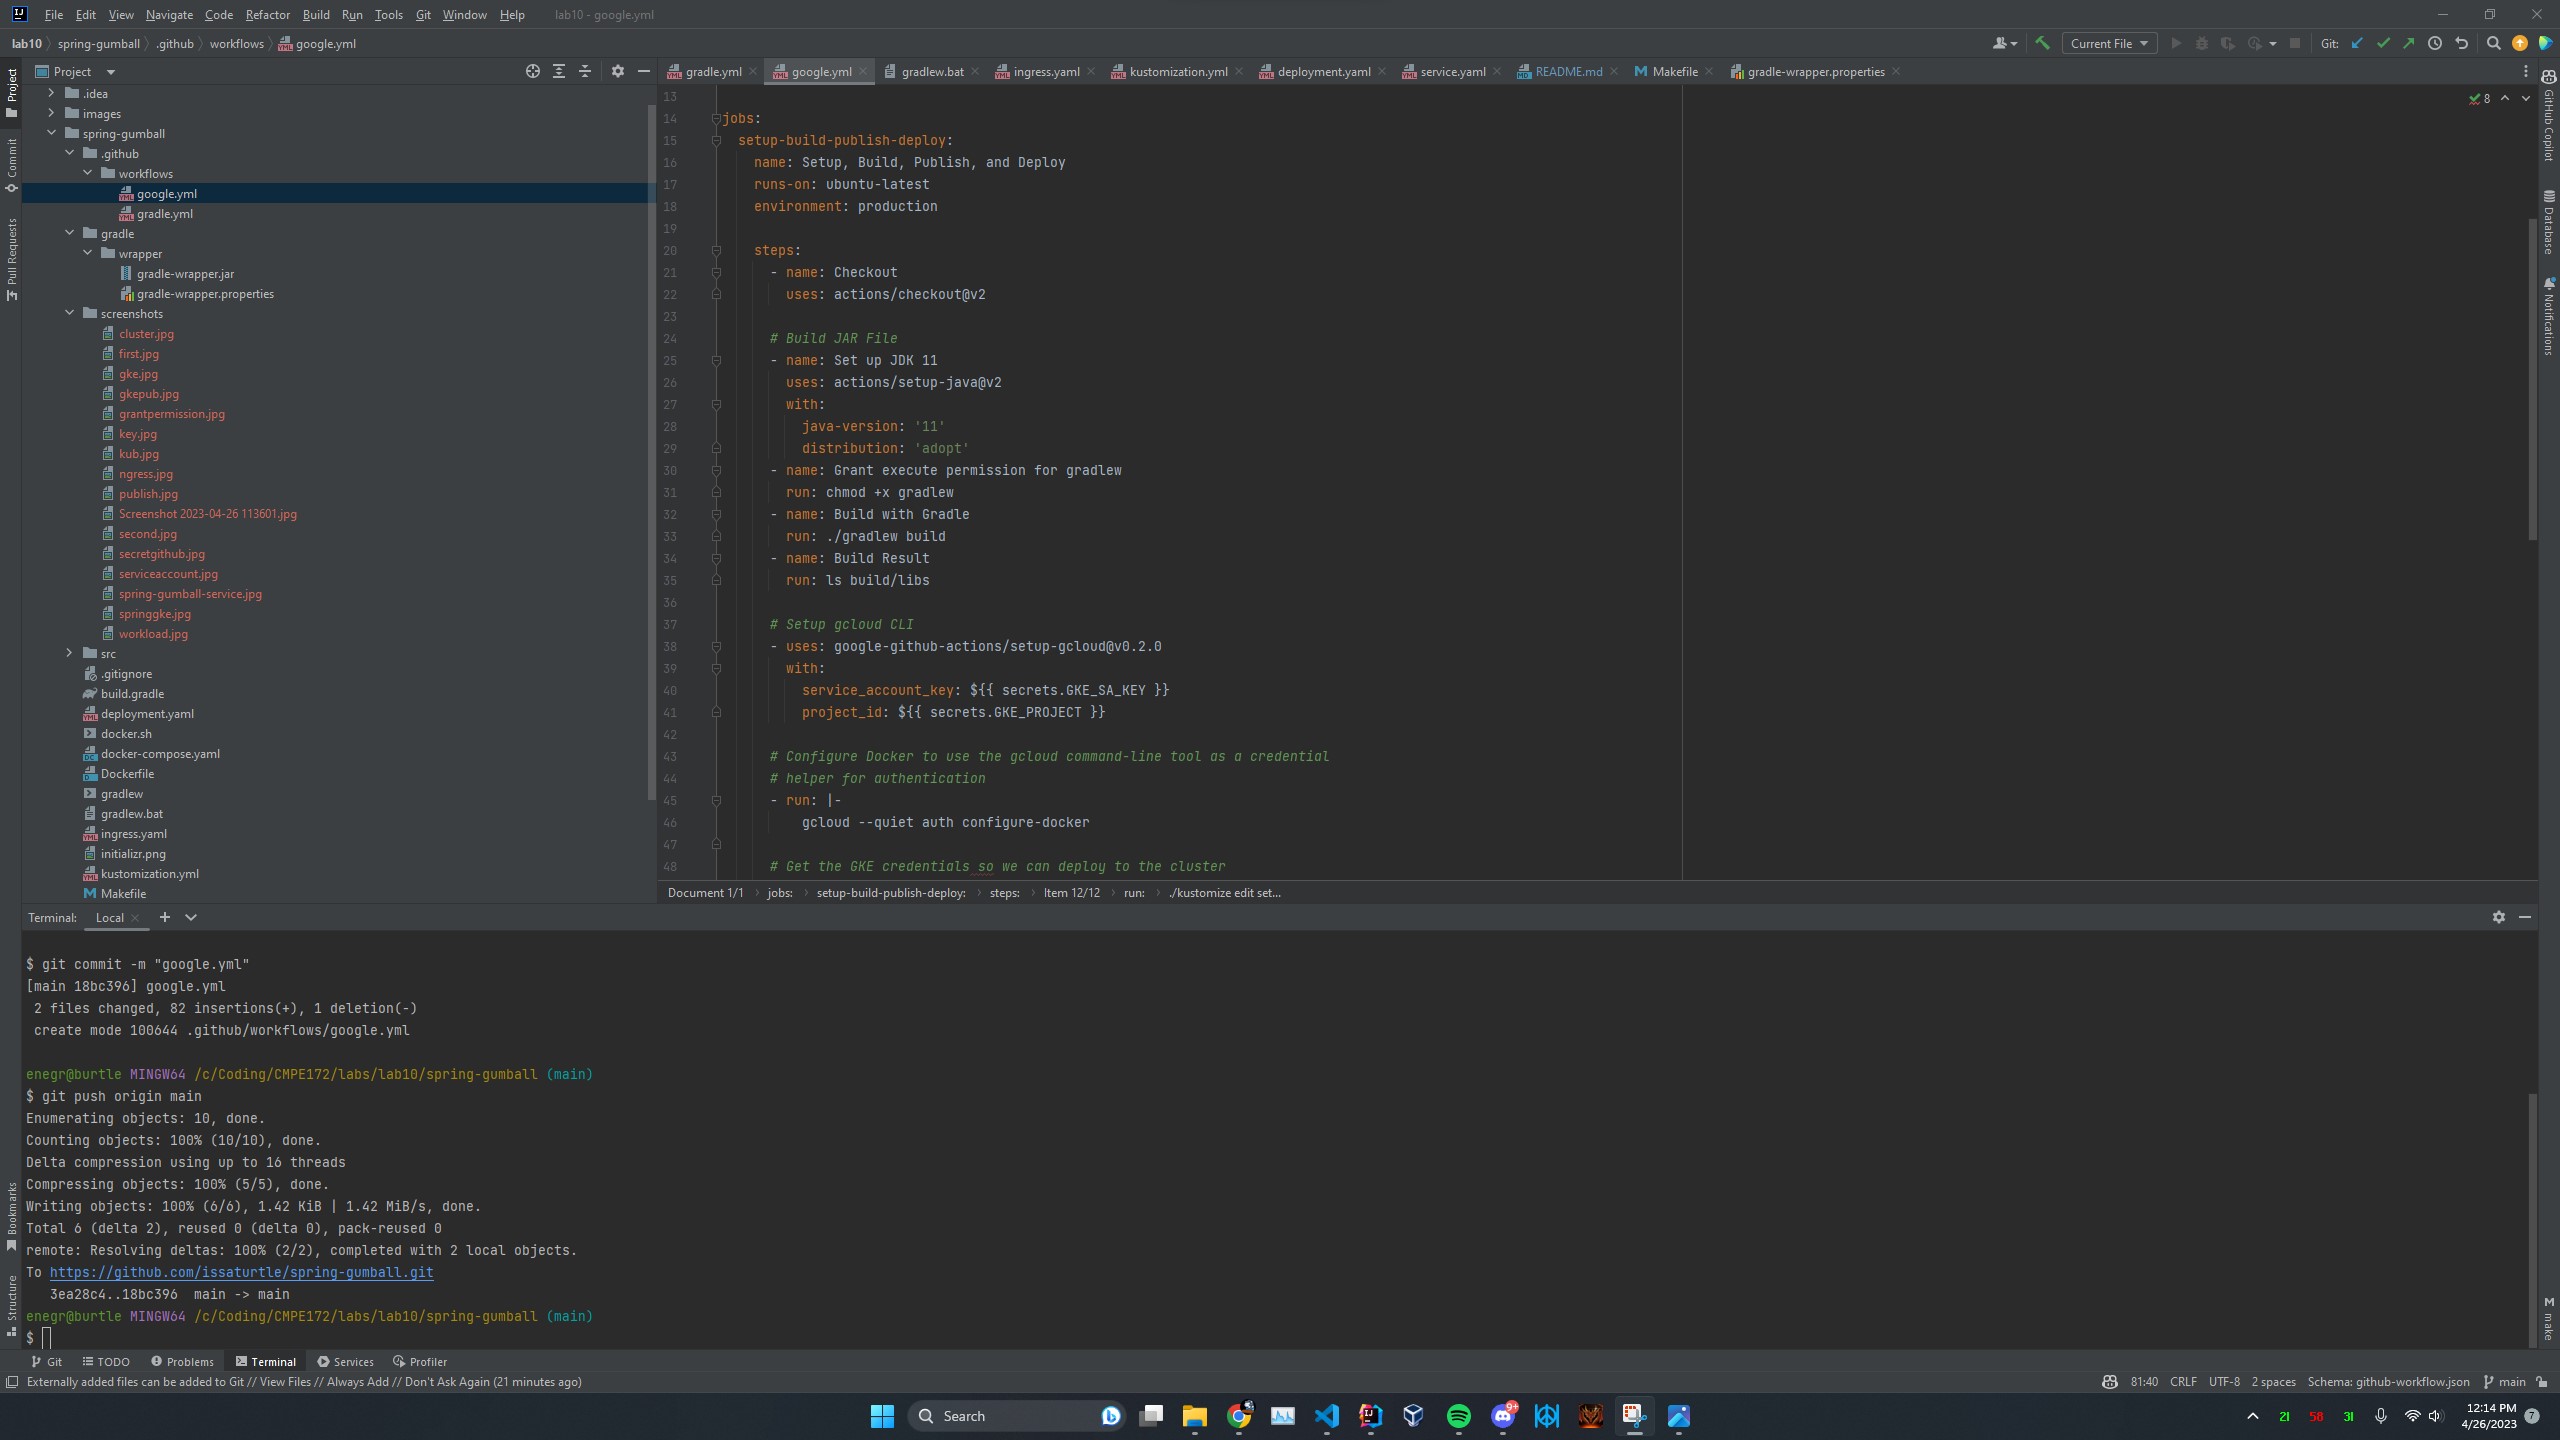 File Edit View Navigate Code Refactor Build Run Tools Git Window Help lab10 - google.yml
lab10 spring-gumball .github workflows google.yml
Current File
Git:
Project
gradle.yml google.yml gradlew.bat ingress.yaml kustomization.yml deployment.yaml service.yaml README.md Makefile gradle-wrapper.properties
Project
Commit
Pull Requests
Bookmarks
Structure
.idea
images
spring-gumball
.github
workflows
google.yml
gradle.yml
gradle
wrapper
gradle-wrapper.jar
gradle-wrapper.properties
screenshots
cluster.jpg
first.jpg
gke.jpg
gkepub.jpg
grantpermission.jpg
key.jpg
kub.jpg
ngress.jpg
publish.jpg
Screenshot 2023-04-26 113601.jpg
second.jpg
secretgithub.jpg
serviceaccount.jpg
spring-gumball-service.jpg
springgke.jpg
workload.jpg
src
.gitignore
build.gradle
deployment.yaml
docker.sh
docker-compose.yaml
Dockerfile
gradlew
gradlew.bat
ingress.yaml
initializr.png
kustomization.yml
Makefile
13
14 jobs:
15 setup-build-publish-deploy:
16 name: Setup, Build, Publish, and Deploy
17 runs-on: ubuntu-latest
18 environment: production
19
20 steps:
21 - name: Checkout
22 uses: actions/checkout@v2
23
24 # Build JAR File
25 - name: Set up JDK 11
26 uses: actions/setup-java@v2
27 with:
28 java-version: '11'
29 distribution: 'adopt'
30 - name: Grant execute permission for gradlew
31 run: chmod +x gradlew
32 - name: Build with Gradle
33 run: ./gradlew build
34 - name: Build Result
35 run: ls build/libs
36
37 # Setup gcloud CLI
38 - uses: google-github-actions/setup-gcloud@v0.2.0
39 with:
40 service_account_key: ${{ secrets.GKE_SA_KEY }}
41 project_id: ${{ secrets.GKE_PROJECT }}
42
43 # Configure Docker to use the gcloud command-line tool as a credential
44 # helper for authentication
45 - run: |-
46 gcloud --quiet auth configure-docker
47
48 # Get the GKE credentials so we can deploy to the cluster
8
GitHub Copilot
Database
Notifications
make
Document 1/1 jobs: setup-build-publish-deploy: steps: Item 12/12 run: ./kustomize edit set...
Terminal: Local
$ git commit -m "google.yml"
[main 18bc396] google.yml
2 files changed, 82 insertions(+), 1 deletion(-)
create mode 100644 .github/workflows/google.yml
enegr@burtle MINGW64 /c/Coding/CMPE172/labs/lab10/spring-gumball (main)
$ git push origin main
Enumerating objects: 10, done.
Counting objects: 100% (10/10), done.
Delta compression using up to 16 threads
Compressing objects: 100% (5/5), done.
Writing objects: 100% (6/6), 1.42 KiB | 1.42 MiB/s, done.
Total 6 (delta 2), reused 0 (delta 0), pack-reused 0
remote: Resolving deltas: 100% (2/2), completed with 2 local objects.
To https://github.com/issaturtle/spring-gumball.git
3ea28c4..18bc396 main -> main
enegr@burtle MINGW64 /c/Coding/CMPE172/labs/lab10/spring-gumball (main)
$
Git TODO Problems Terminal Services Profiler
Externally added files can be added to Git // View Files // Always Add // Don't Ask Again (21 minutes ago)
81:40 CRLF UTF-8 2 spaces Schema: github-workflow.json main
Search
9+
21 58 31
12:14 PM
4/26/2023
7